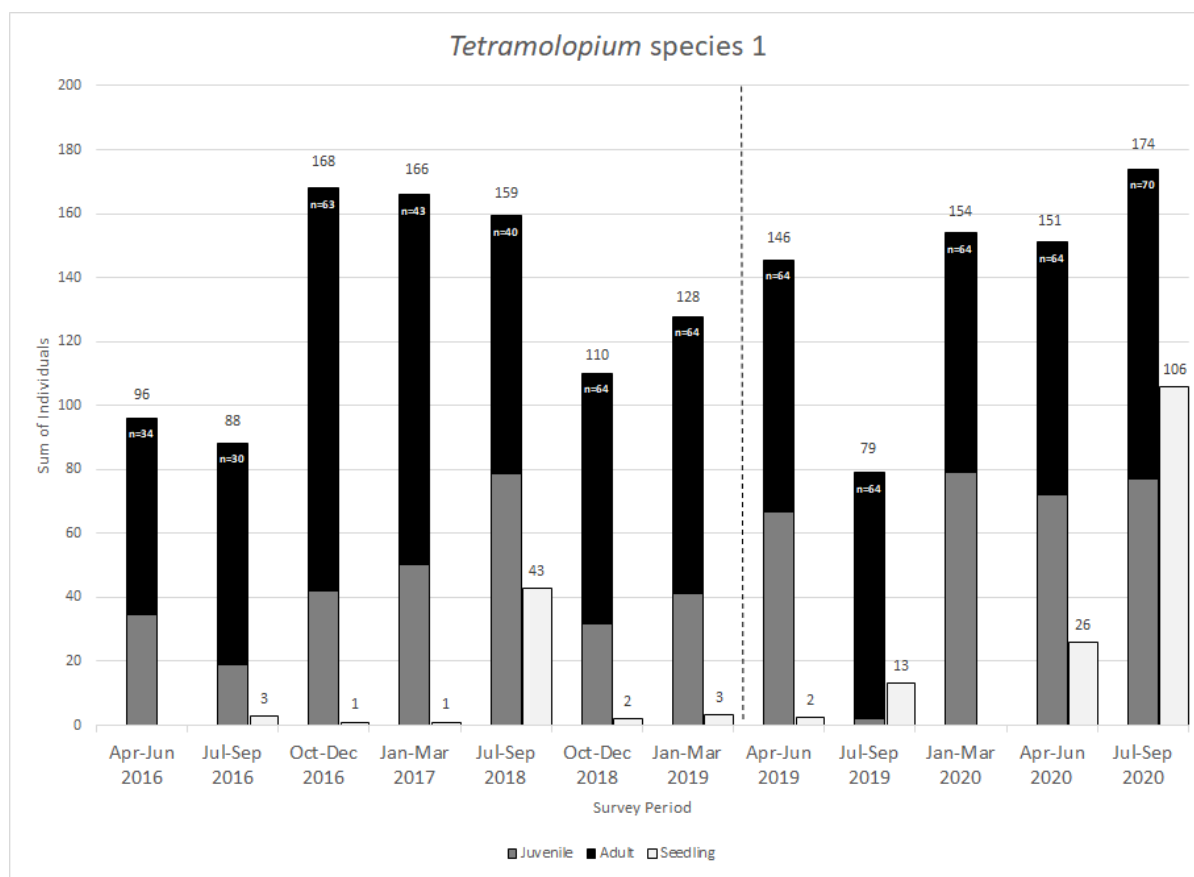 Tetramolopium species 1
Sum of Individuals
200
180
160
140
120
100
80
60
40
20
0
96
n=34
88
n=30
3
168
n=63
1
166
n=43
1
159
n=40
43
110
n=64
2
128
n=64
3
146
n=64
2
79
n=64
13
154
n=64
151
n=64
26
174
n=70
106
Apr-Jun Jul-Sep Oct-Dec Jan-Mar Jul-Sep Oct-Dec Jan-Mar Apr-Jun Jul-Sep Jan-Mar Apr-Jun Jul-Sep
2016 2016 2016 2017 2018 2018 2019 2019 2019 2020 2020 2020
Survey Period
Juvenile Adult Seedling